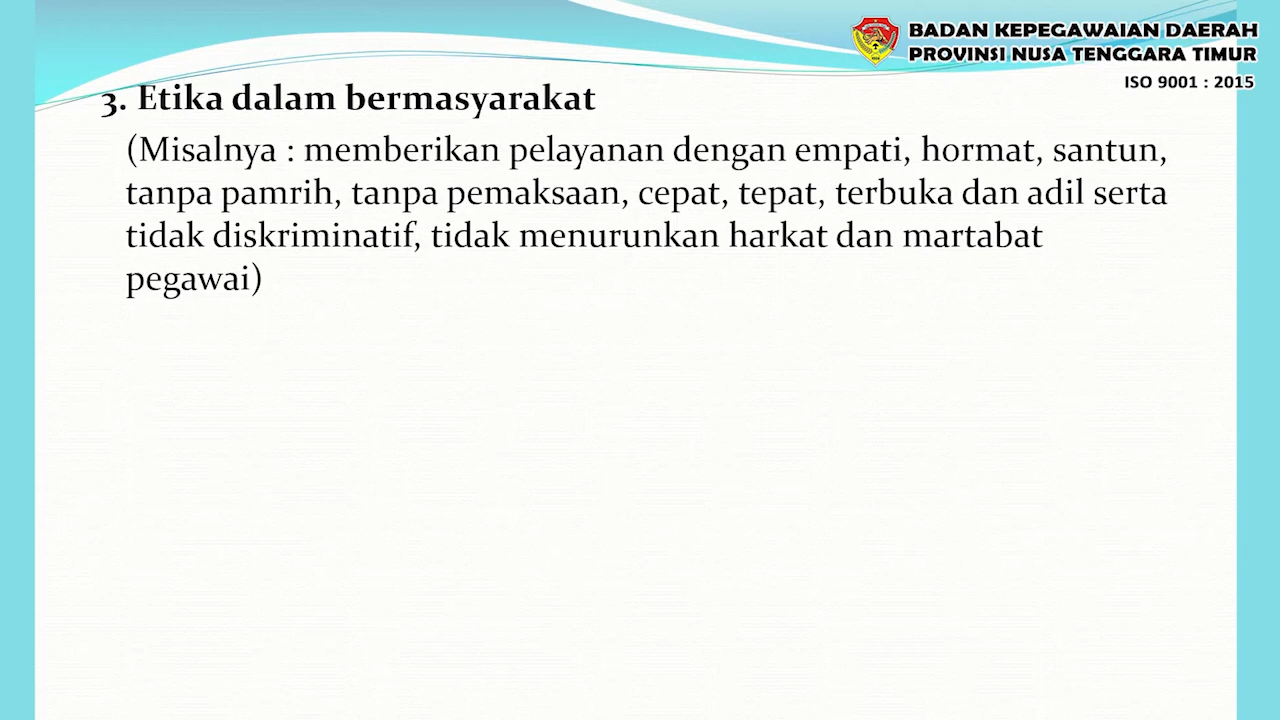 BADAN KEPEGAWAIAN DAERAH
PROVINSI NUSA TENGGARA TIMUR
ISO 9001 : 2015
3. Etika dalam bermasyarakat
(Misalnya : memberikan pelayanan dengan empati, hormat, santun,
tanpa pamrih, tanpa pemaksaan, cepat, tepat, terbuka dan adil serta
tidak diskriminatif, tidak menurunkan harkat dan martabat
pegawai)